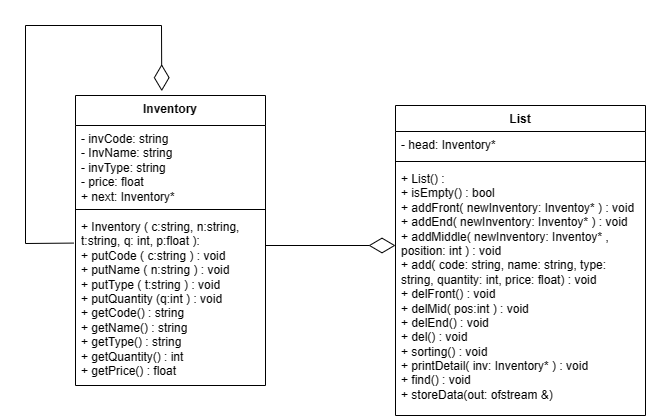 Inventory
- invCode: string
- InvName: string
- invType: string
- price: float
+ next: Inventory*
+ Inventory ( c:string, n:string,
t:string, q: int, p:float ):
+ putCode ( c:string ) : void
+ putName ( n:string ) : void
+ putType ( t:string ) : void
+ putQuantity (q:int ) : void
+ getCode() : string
+ getName() : string
+ getType() : string
+ getQuantity() : int
+ getPrice() : float
List
- head: Inventory*
+ List() :
+ isEmpty() : bool
+ addFront( newInventory: Inventoy* ) : void
+ addEnd( newInventory: Inventoy* ) : void
+ addMiddle( newInventory: Inventoy* ,
position: int ) : void
+ add( code: string, name: string, type:
string, quantity: int, price: float) : void
+ delFront() : void
+ delMid( pos:int ) : void
+ delEnd() : void
+ del() : void
+ sorting() : void
+ printDetail( inv: Inventory* ) : void
+ find() : void
+ storeData(out: ofstream &)